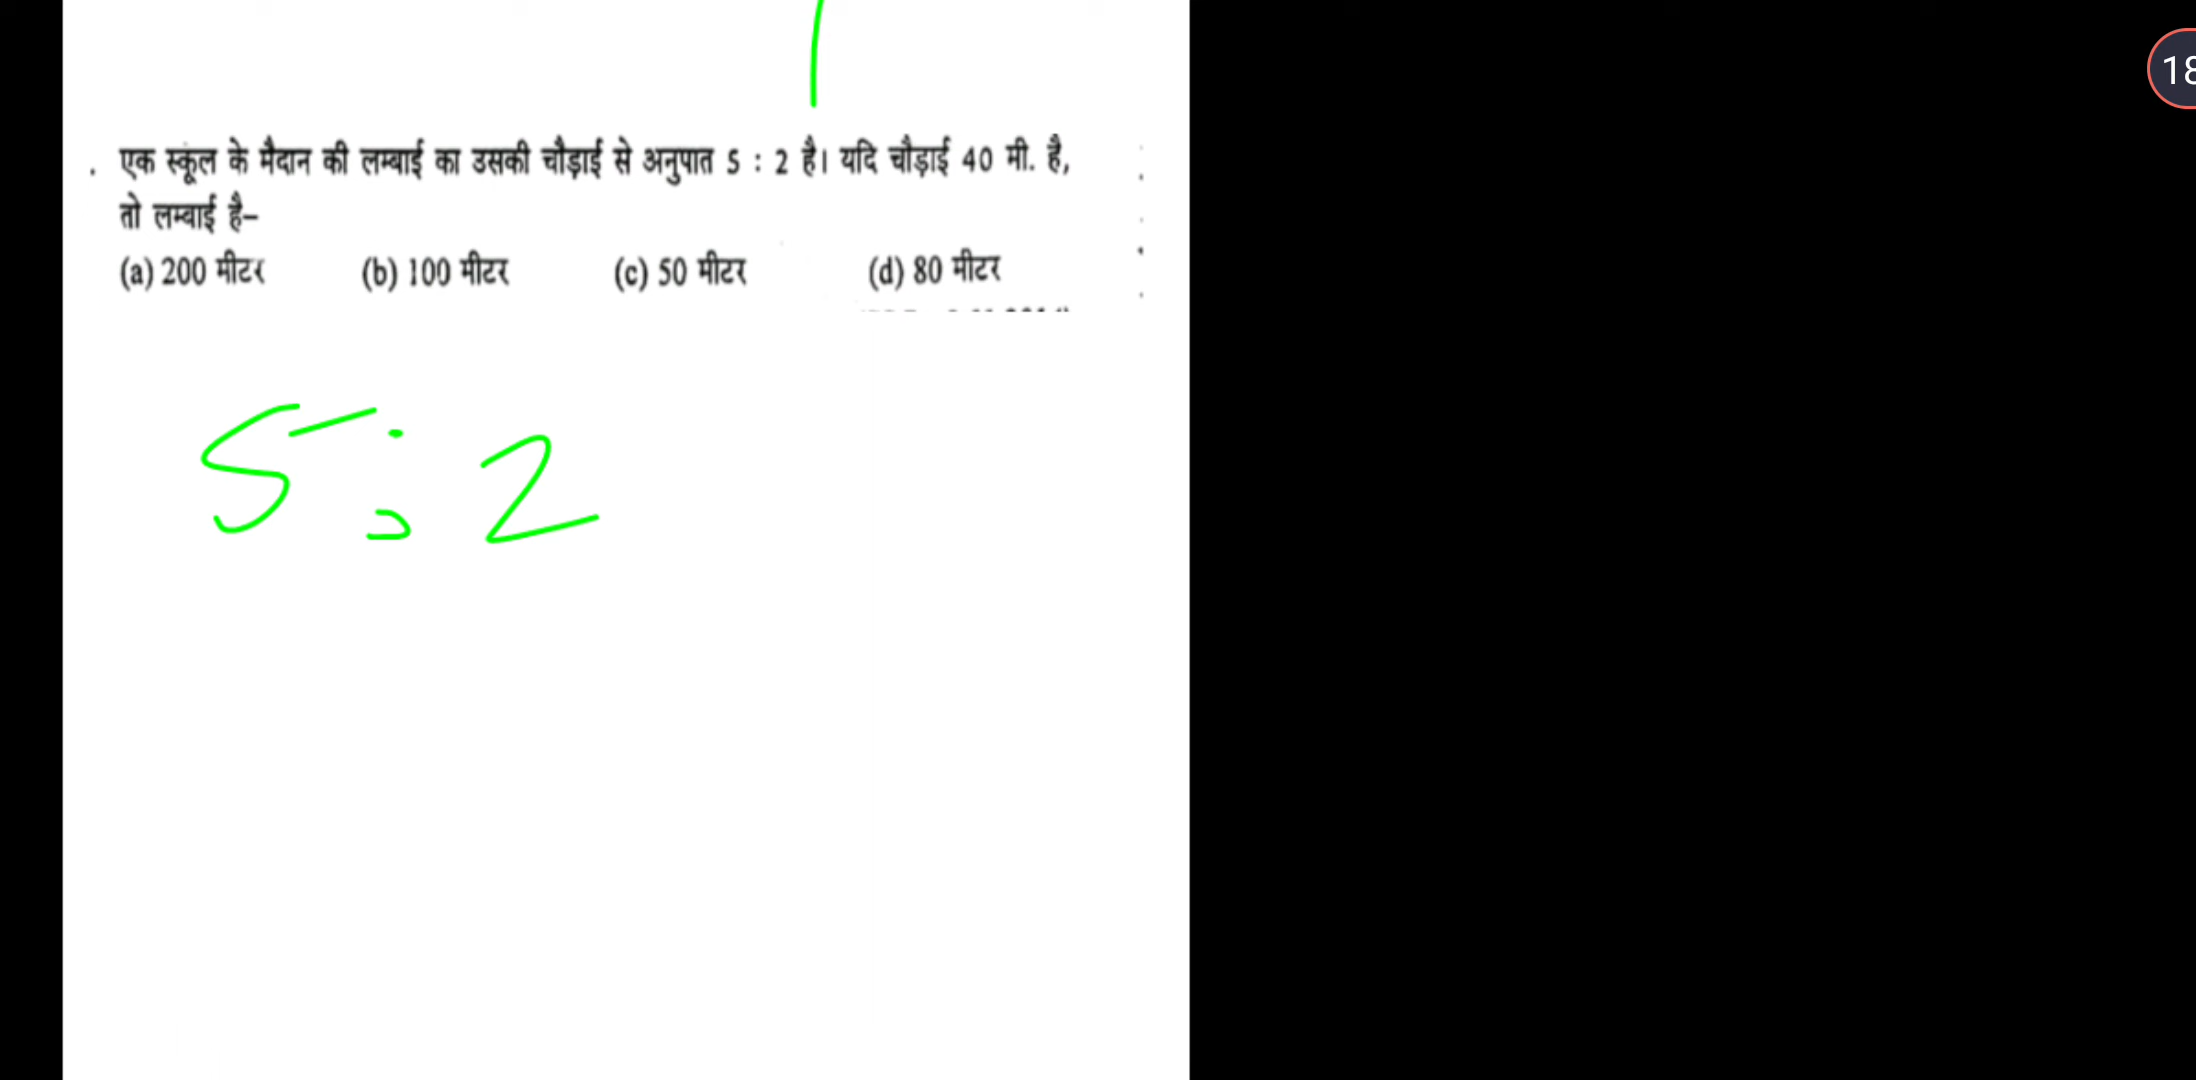 . एक स्कूल के मैदान की लम्बाई का उसकी चौड़ाई से अनुपात 5 : 2 है। यदि चौड़ाई 40 मी. है,
तो लम्बाई है–
(a) 200 मीटर (b) 100 मीटर (c) 50 मीटर (d) 80 मीटर
5 : 2
18